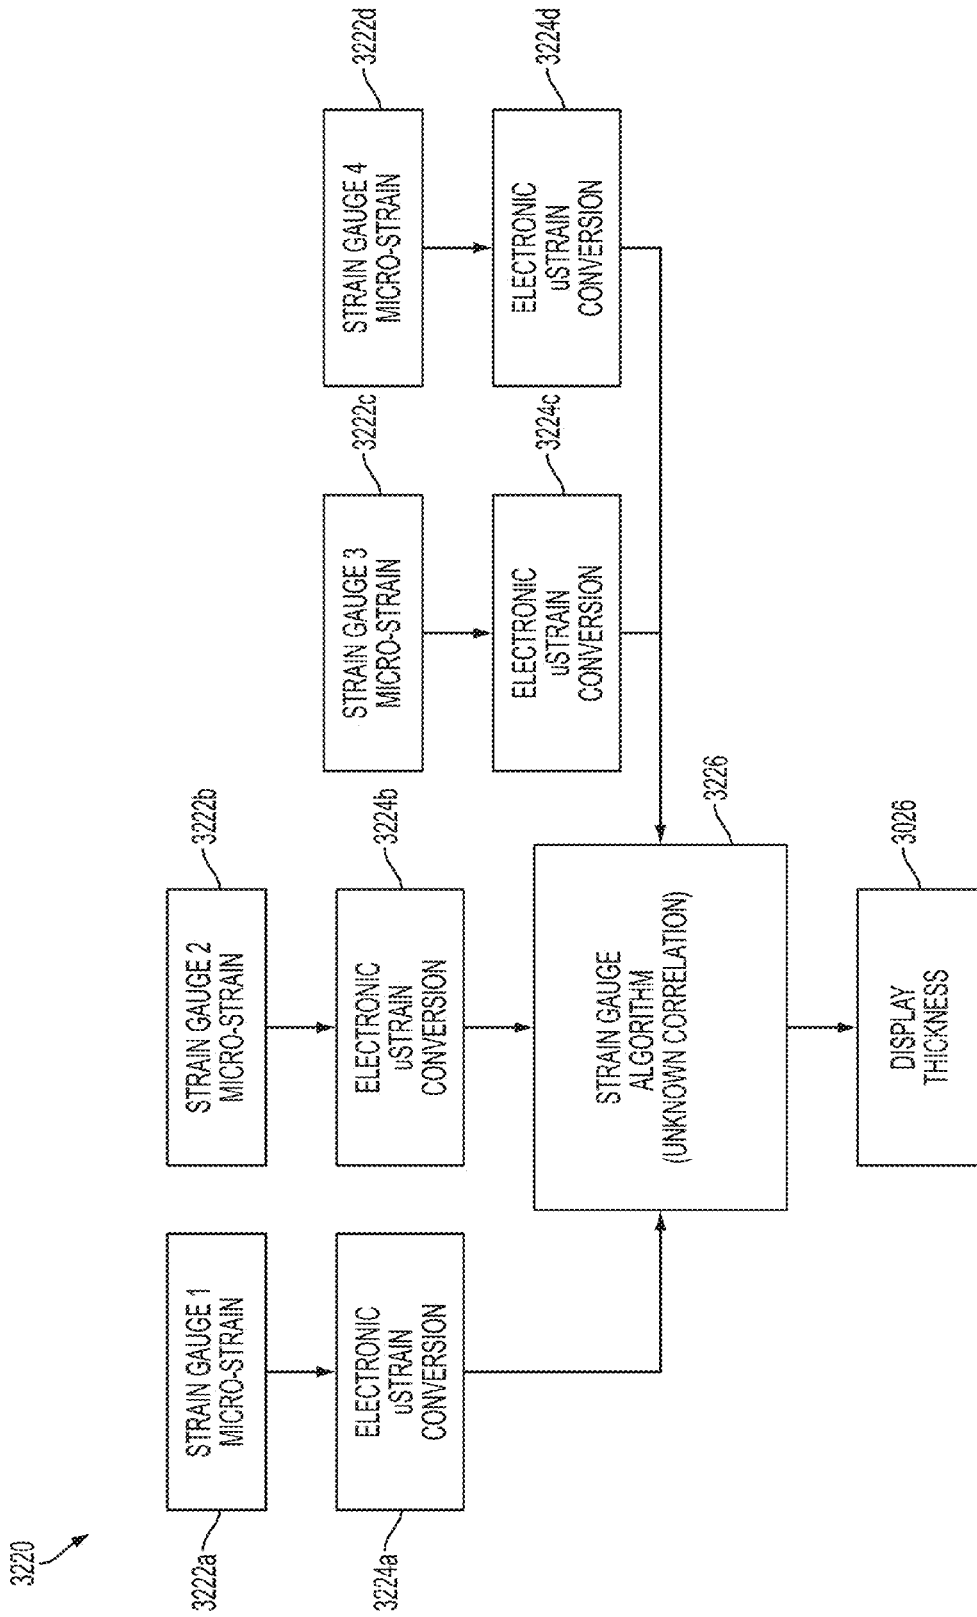 3220
3222a
STRAIN GAUGE 1
MICRO-STRAIN
3222b
STRAIN GAUGE 2
MICRO-STRAIN
3222c
STRAIN GAUGE 3
MICRO-STRAIN
3222d
STRAIN GAUGE 4
MICRO-STRAIN
3224a
ELECTRONIC
uSTRAIN
CONVERSION
3224b
ELECTRONIC
uSTRAIN
CONVERSION
3224c
ELECTRONIC
uSTRAIN
CONVERSION
3224d
ELECTRONIC
uSTRAIN
CONVERSION
3226
STRAIN GAUGE
ALGORITHM
(UNKNOWN CORRELATION)
3026
DISPLAY
THICKNESS